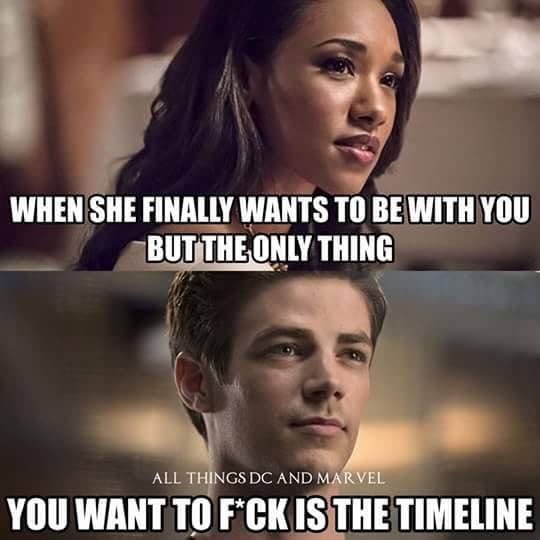 WHEN SHE FINALLY WANTS TO BE WITH YOU
BUT THE ONLY THING
ALL THINGS DC AND MARVEL
YOU WANT TO F*CK IS THE TIMELINE